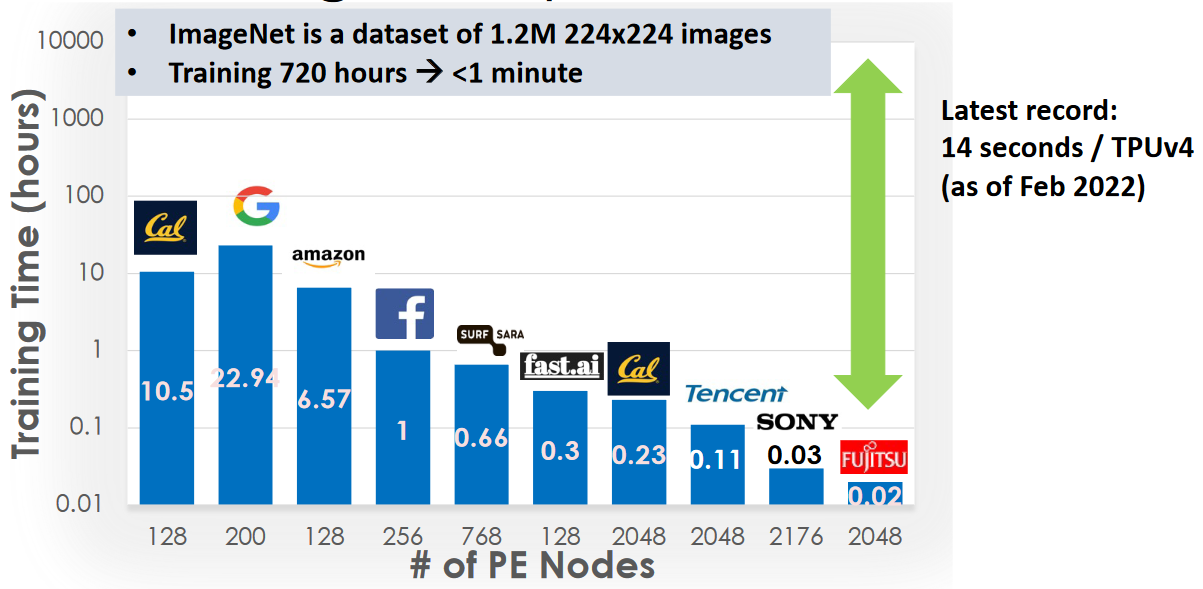 • ImageNet is a dataset of 1.2M 224x224 images
• Training 720 hours → <1 minute
Latest record:
14 seconds / TPUv4
(as of Feb 2022)
Training Time (hours)
10000
1000
100
10
1
0.1
0.01
Cal
G
amazon
f
SURF SARA
fast.ai
Cal
Tencent
SONY
FUJITSU
10.5
22.94
6.57
1
0.66
0.3
0.23
0.11
0.03
0.02
128 200 128 256 768 128 2048 2048 2176 2048
# of PE Nodes